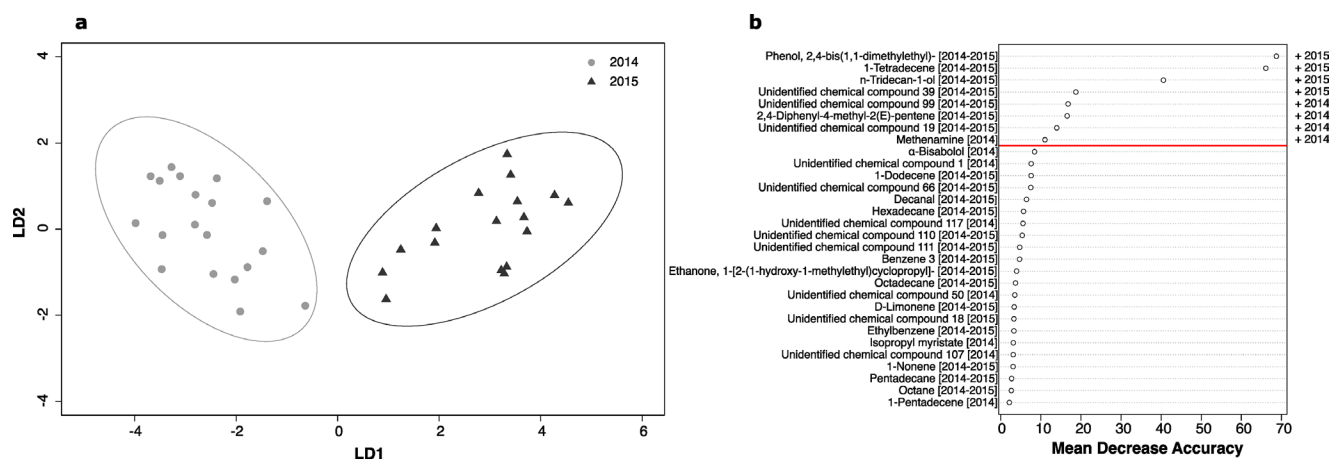 a
4
2
0
-2
-4
LD2
2014
2015
-4
-2
0
2
4
6
LD1
b
Phenol, 2,4-bis(1,1-dimethylethyl)- [2014-2015] + 2015
1-Tetradecene [2014-2015] + 2015
n-Tridecan-1-ol [2014-2015] + 2015
Unidentified chemical compound 39 [2014-2015] + 2015
Unidentified chemical compound 99 [2014-2015] + 2014
2,4-Diphenyl-4-methyl-2(E)-pentene [2014-2015] + 2014
Unidentified chemical compound 19 [2014-2015] + 2014
Methenamine [2014-2015] + 2014
α-Bisabolol [2014]
Unidentified chemical compound 1 [2014]
1-Dodecene [2014-2015]
Unidentified chemical compound 66 [2014-2015]
Decanal [2014-2015]
Hexadecane [2014-2015]
Unidentified chemical compound 117 [2014]
Unidentified chemical compound 110 [2014-2015]
Unidentified chemical compound 111 [2014-2015]
Benzene 3 [2014-2015]
Ethanone, 1-[2-(1-hydroxy-1-methylethyl)cyclopropyl]- [2014-2015]
Octadecane [2014-2015]
Unidentified chemical compound 50 [2014]
D-Limonene [2014-2015]
Unidentified chemical compound 18 [2015]
Ethylbenzene [2014-2015]
Isopropyl myristate [2014]
Unidentified chemical compound 107 [2014]
1-Nonene [2014-2015]
Pentadecane [2014-2015]
Octane [2014-2015]
1-Pentadecene [2014]
0 10 20 30 40 50 60 70
Mean Decrease Accuracy